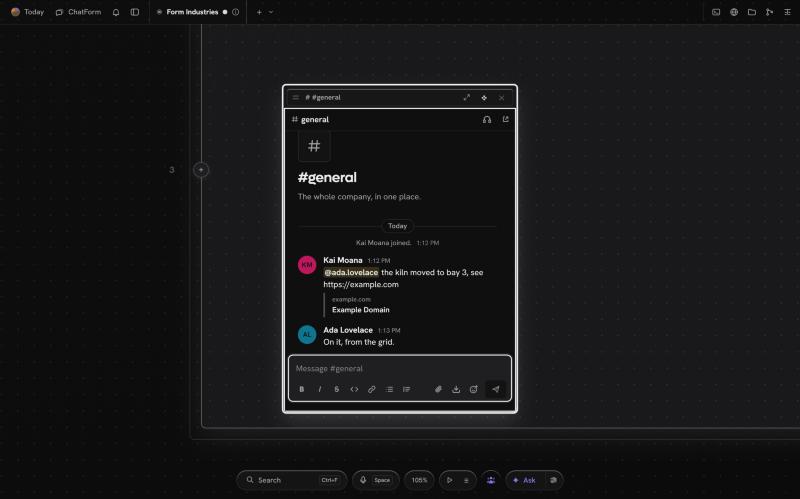 Today
ChatForm
Form Industries
# #general
# general
3
#
#general
The whole company, in one place.
Today
Kai Moana joined. 1:12 PM
KM
Kai Moana 1:12 PM
@ada.lovelace the kiln moved to bay 3, see
https://example.com
example.com
Example Domain
AL
Ada Lovelace 1:13 PM
On it, from the grid.
Message #general
B I S
Search Ctrl+F
Space
105%
Ask